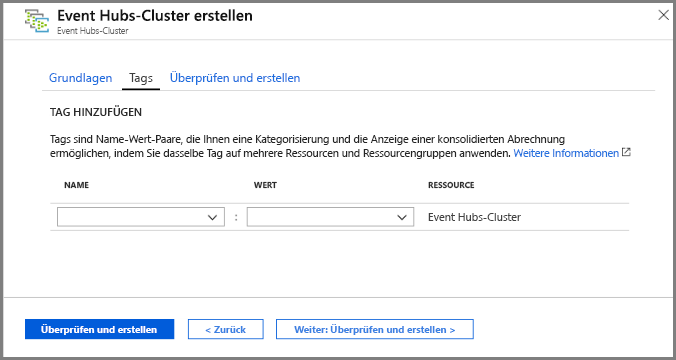 Event Hubs-Cluster erstellen
Event Hubs-Cluster
Grundlagen Tags Überprüfen und erstellen
TAG HINZUFÜGEN
Tags sind Name-Wert-Paare, die Ihnen eine Kategorisierung und die Anzeige einer konsolidierten Abrechnung
ermöglichen, indem Sie dasselbe Tag auf mehrere Ressourcen und Ressourcengruppen anwenden. Weitere Informationen
NAME WERT RESSOURCE
: Event Hubs-Cluster
Überprüfen und erstellen < Zurück Weiter: Überprüfen und erstellen >